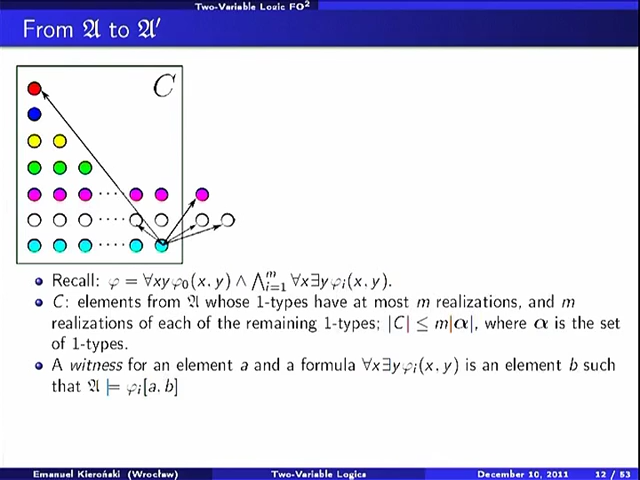 Two-Variable Logic FO²
From 𝔄 to 𝔄′
C
Recall: φ = ∀xyφ₀(x, y) ∧ ⋀ᵐᵢ₌₁ ∀x∃yφᵢ(x, y).
C: elements from 𝔄 whose 1-types have at most m realizations, and m
realizations of each of the remaining 1-types; |C| ≤ m|α|, where α is the set
of 1-types.
A witness for an element a and a formula ∀x∃yφᵢ(x, y) is an element b such
that 𝔄 ⊨ φᵢ[a, b]
Emanuel Kieroński (Wrocław) Two-Variable Logics December 10, 2011 12 / 53